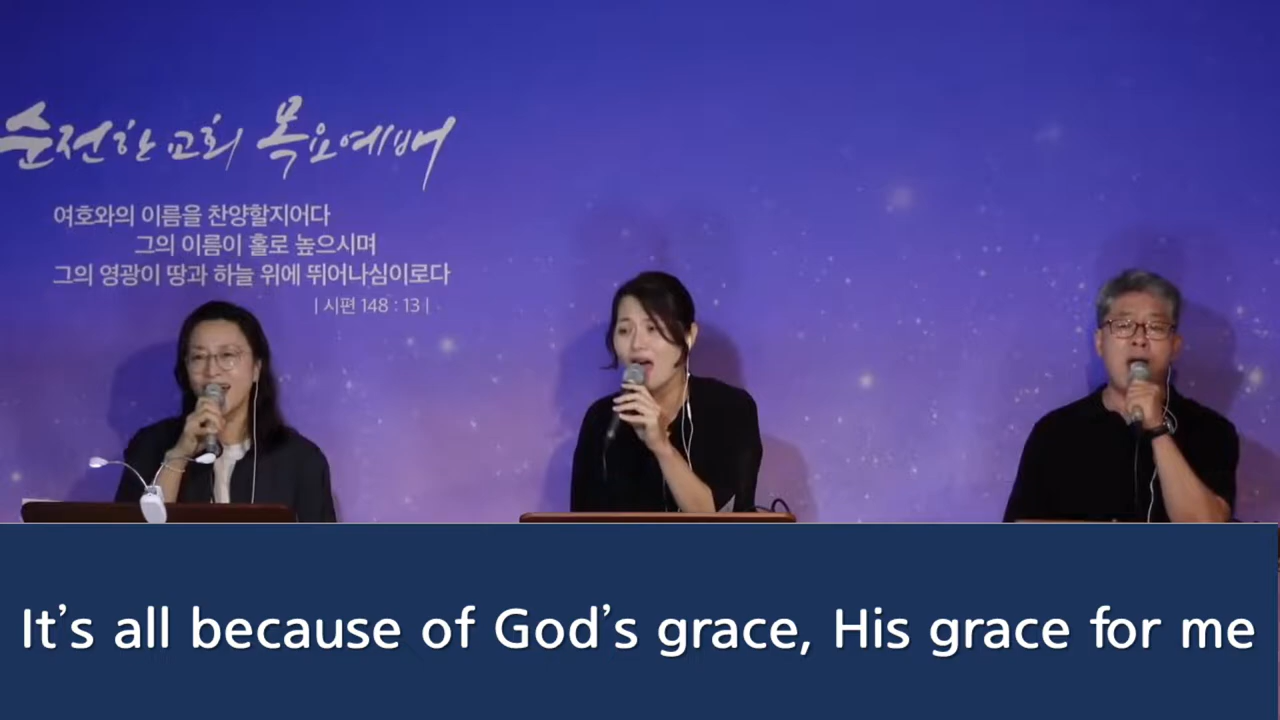 순전한 교회 목요예배
여호와의 이름을 찬양할지어다
그의 이름이 홀로 높으시며
그의 영광이 땅과 하늘 위에 뛰어나심이로다
| 시편 148 : 13 |
It’s all because of God’s grace, His grace for me